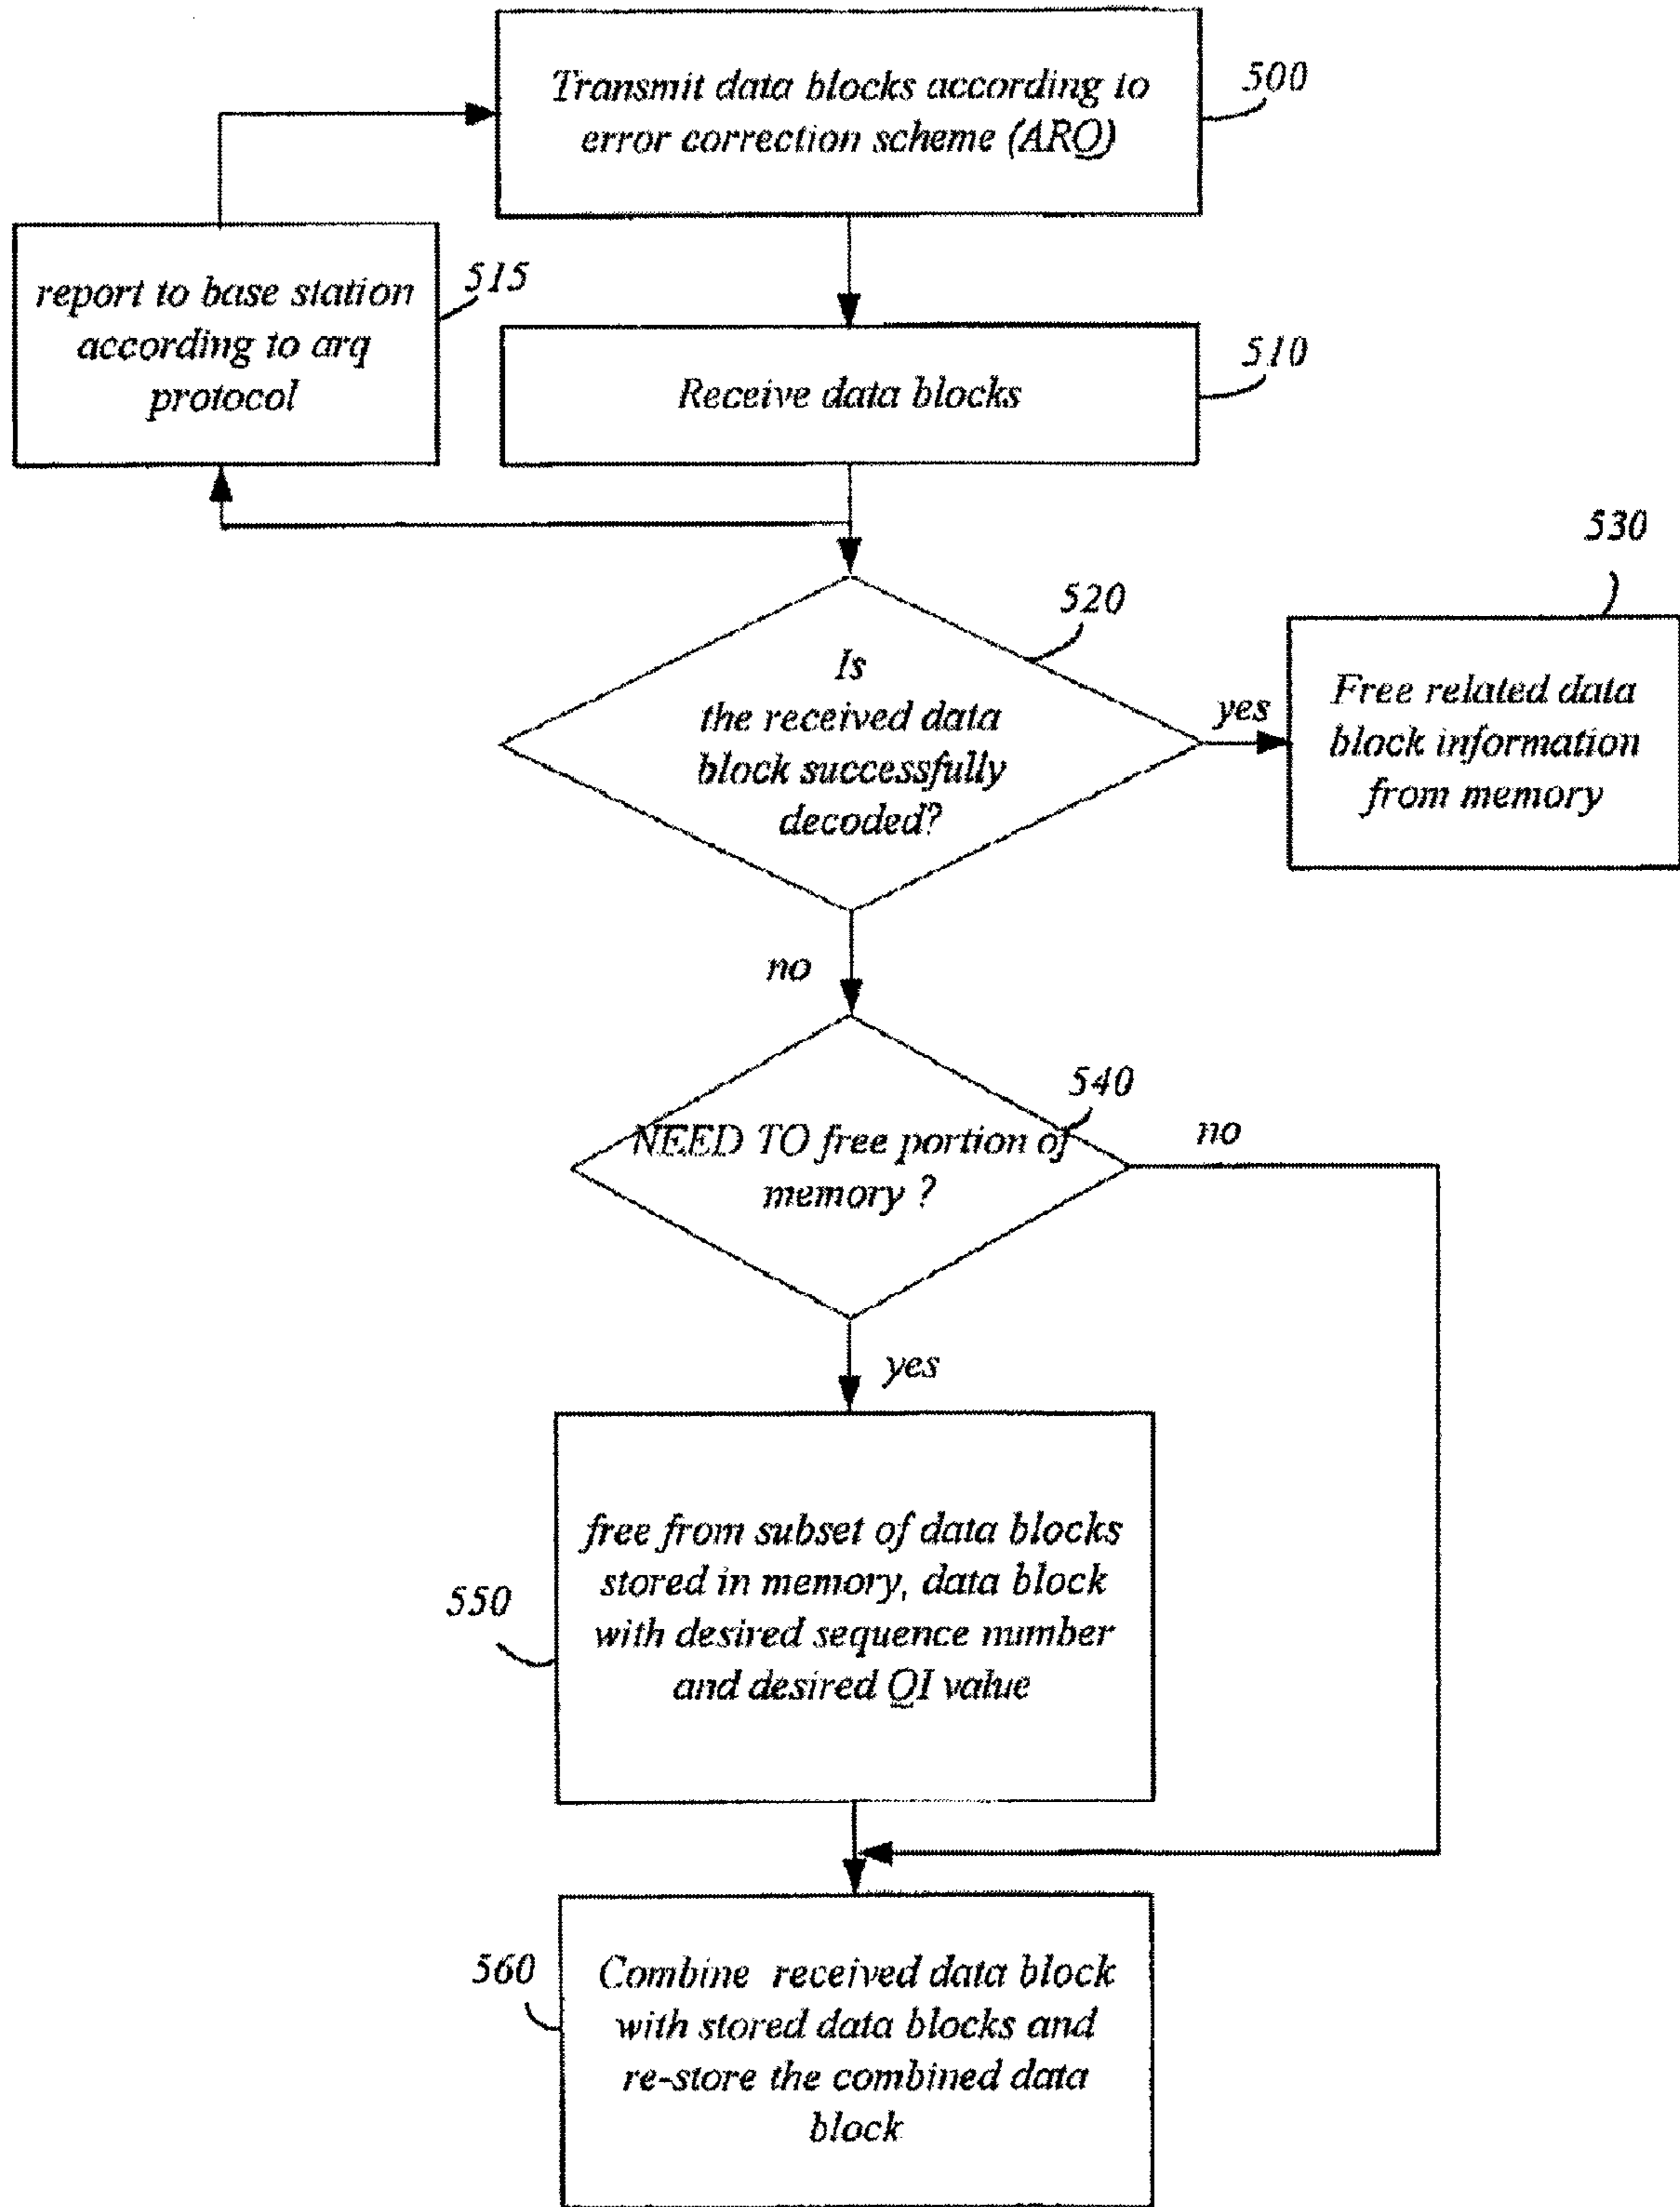 Transmit data blocks according to
error correction scheme (ARQ)
500
report to base station
according to arq
protocol
515
Receive data blocks
510
530
520
Is
the received data
block successfully
decoded?
yes
Free related data
block information
from memory
no
540
NEED TO free portion of
memory ?
no
yes
550
free from subset of data blocks
stored in memory, data block
with desired sequence number
and desired QI value
560
Combine received data block
with stored data blocks and
re-store the combined data
block